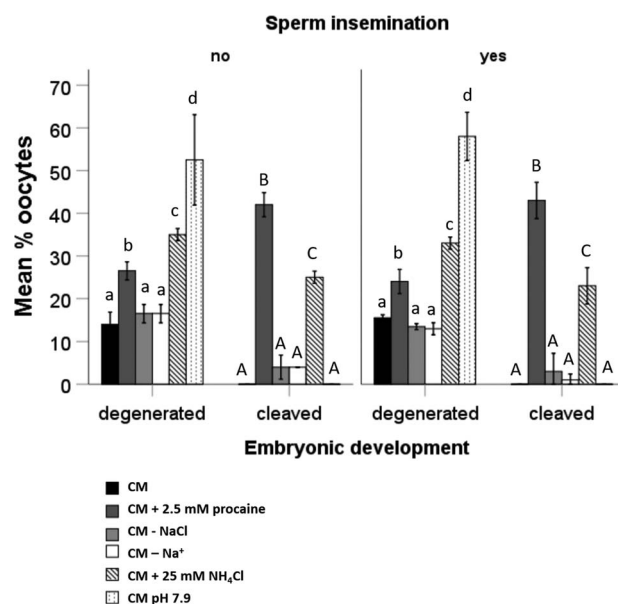 Sperm insemination
no yes
Mean % oocytes
70
60
50
40
30
20
10
0
a b a a c d
A B A A C A
a b a a c d
A B A A C A
degenerated cleaved degenerated cleaved
Embryonic development
CM
CM + 2.5 mM procaine
CM - NaCl
CM – Na⁺
CM + 25 mM NH₄Cl
CM pH 7.9